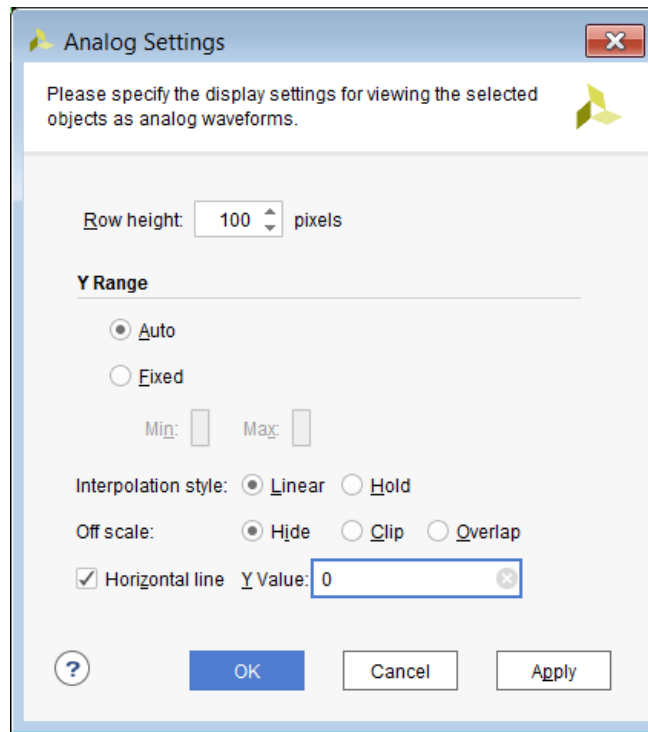 Analog Settings
Please specify the display settings for viewing the selected
objects as analog waveforms.
Row height: 100 pixels
Y Range
Auto
Fixed
Min: Max:
Interpolation style: Linear Hold
Off scale: Hide Clip Overlap
Horizontal line Y Value: 0
? OK Cancel Apply